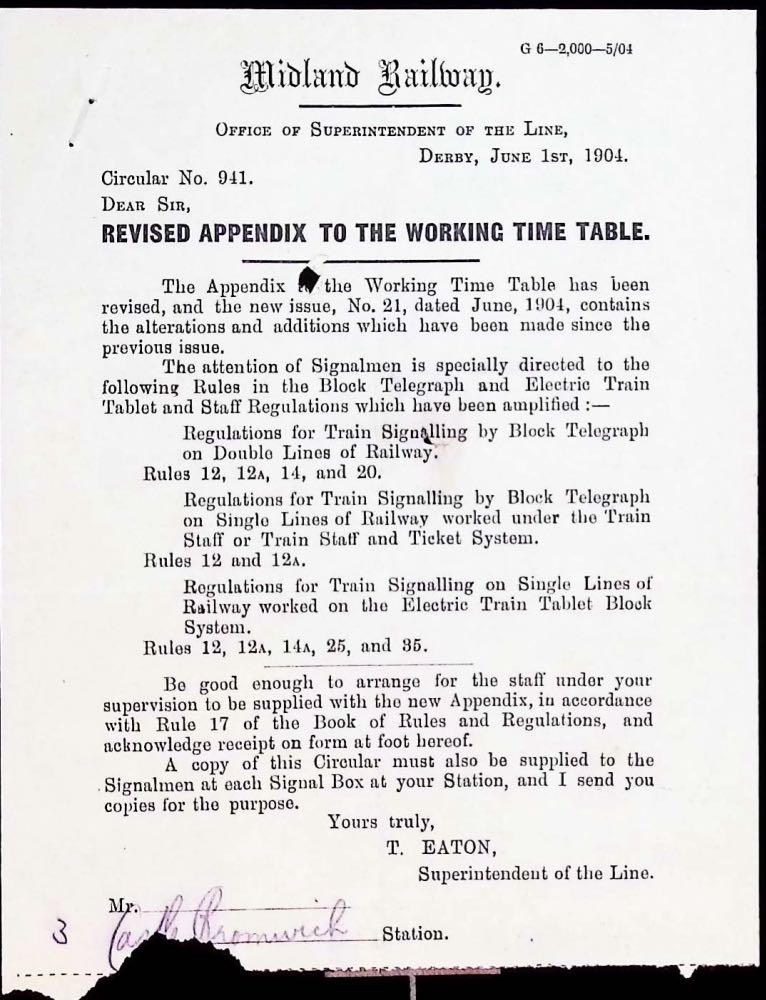 G 6—2,000—5/04
Midland Railway.
OFFICE OF SUPERINTENDENT OF THE LINE,
DERBY, JUNE 1ST, 1904.
Circular No. 941.
DEAR SIR,
REVISED APPENDIX TO THE WORKING TIME TABLE.
The Appendix the Working Time Table has been
revised, and the new issue, No. 21, dated June, 1904, contains
the alterations and additions which have been made since the
previous issue.
The attention of Signalmen is specially directed to the
following Rules in the Block Telegraph and Electric Train
Tablet and Staff Regulations which have been amplified :—
Regulations for Train Signalling by Block Telegraph
on Double Lines of Railway.
Rules 12, 12A, 14, and 20.
Regulations for Train Signalling by Block Telegraph
on Single Lines of Railway worked under the Train
Staff or Train Staff and Ticket System.
Rules 12 and 12A.
Regulations for Train Signalling on Single Lines of
Railway worked on the Electric Train Tablet Block
System.
Rules 12, 12A, 14A, 25, and 35.
Be good enough to arrange for the staff under your
supervision to be supplied with the new Appendix, in accordance
with Rule 17 of the Book of Rules and Regulations, and
acknowledge receipt on form at foot hereof.
A copy of this Circular must also be supplied to the
Signalmen at each Signal Box at your Station, and I send you
copies for the purpose.
Yours truly,
T. EATON,
Superintendent of the Line.
Mr.
3 Castle Bromwich Station.